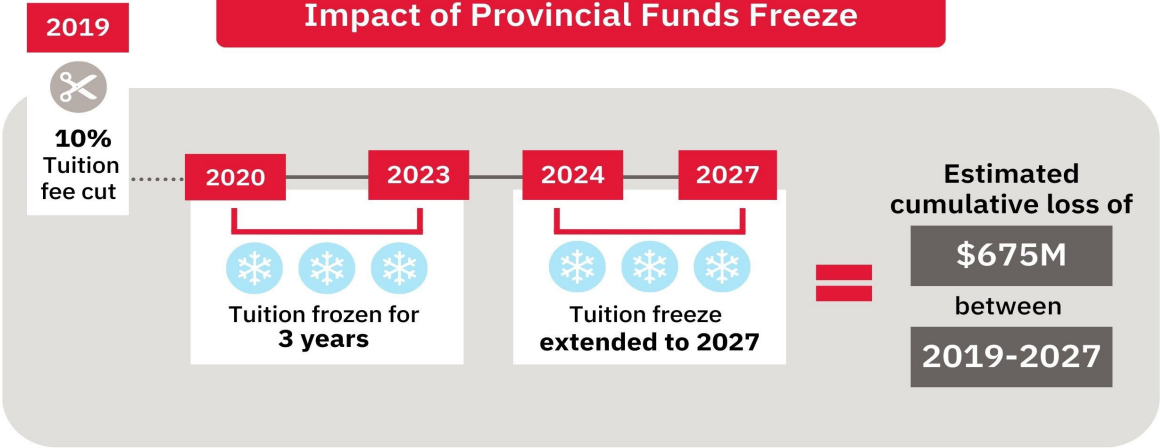 Impact of Provincial Funds Freeze
2019
10%
Tuition
fee cut
2020
2023
Tuition frozen for
3 years
2024
2027
Tuition freeze
extended to 2027
=
Estimated
cumulative loss of
$675M
between
2019-2027